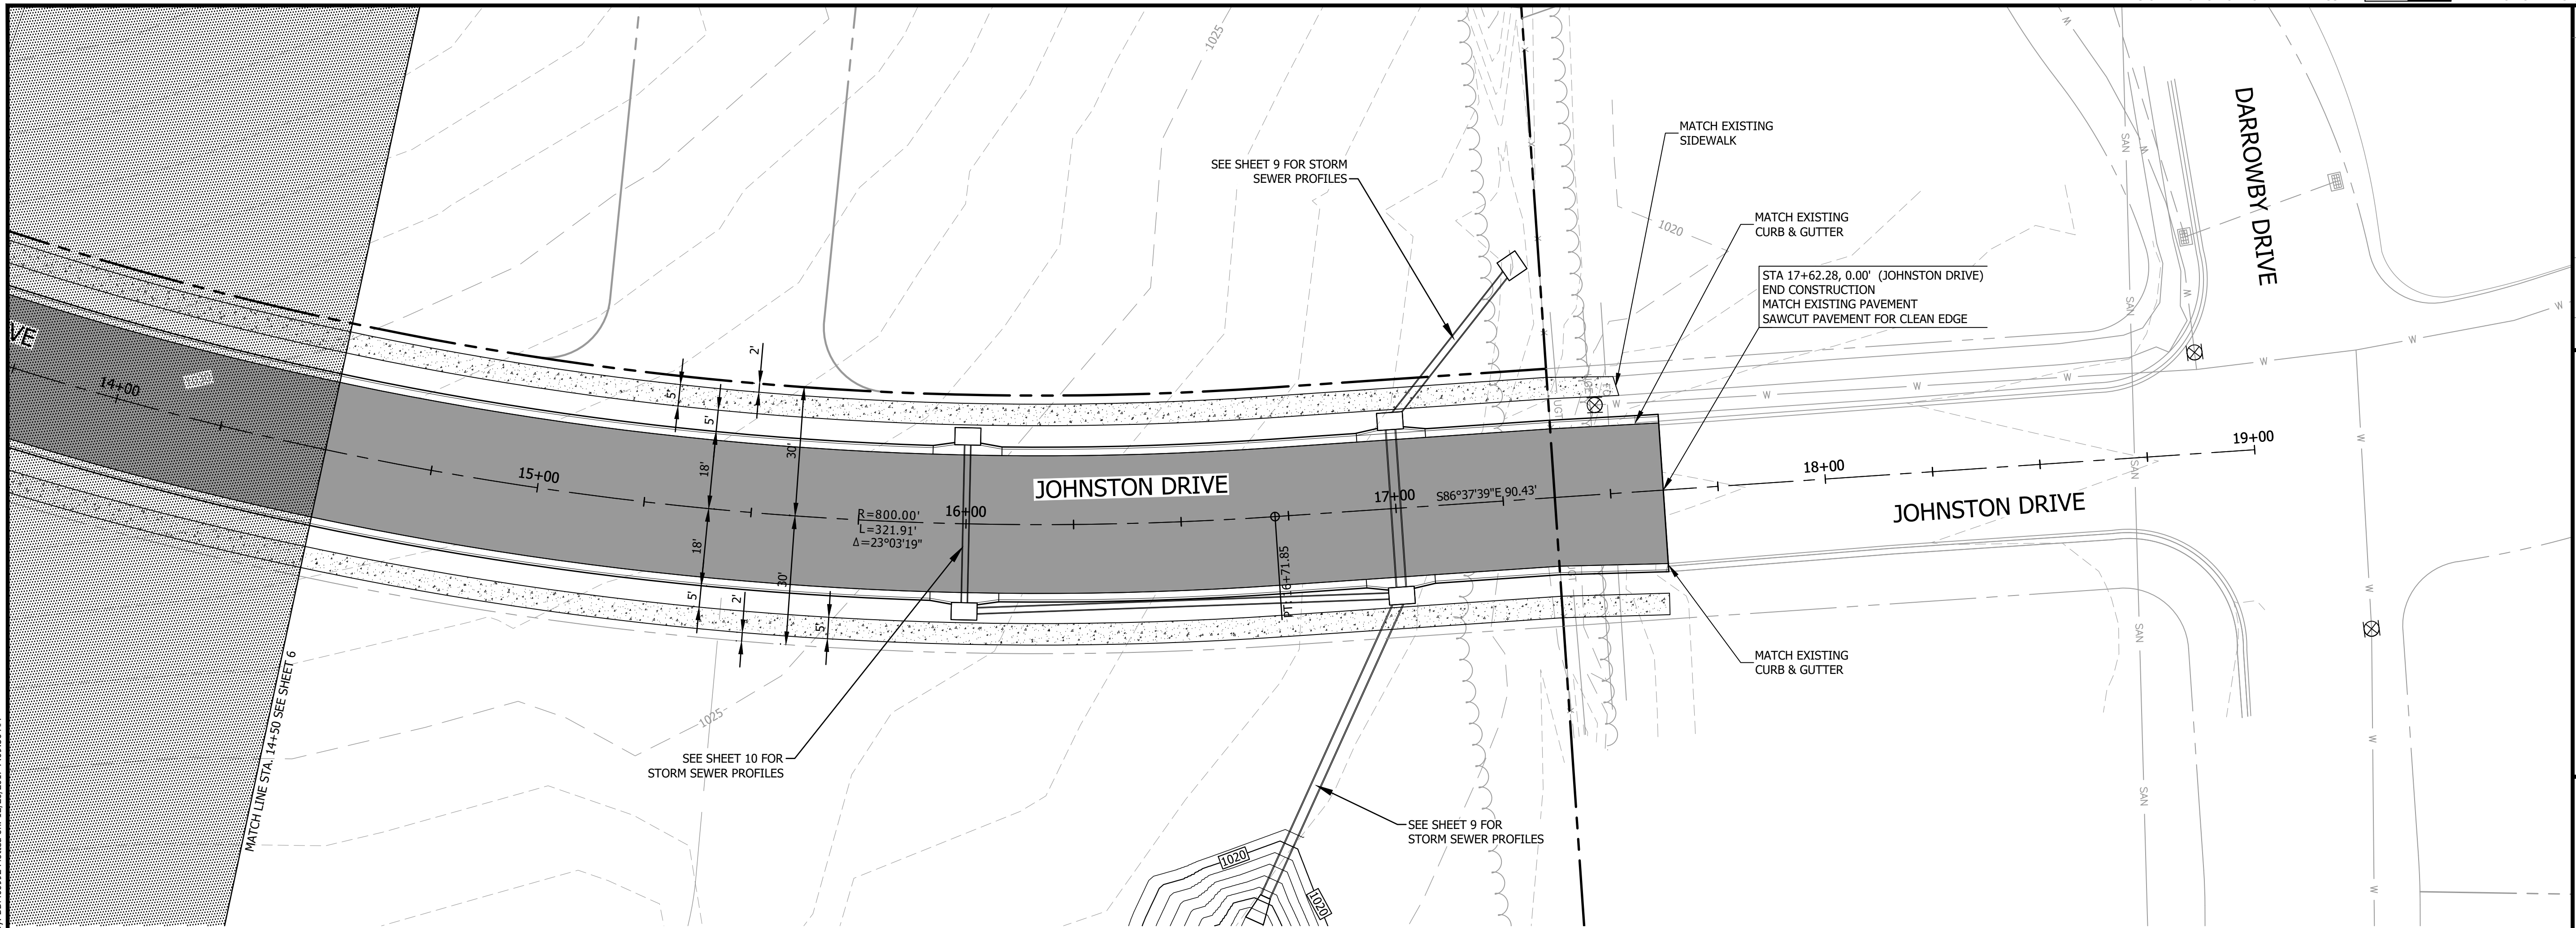 1025
DARROWBY DRIVE
MATCH EXISTING
SIDEWALK
SEE SHEET 9 FOR STORM
SEWER PROFILES
MATCH EXISTING
CURB & GUTTER
1020
STA 17+62.28, 0.00' (JOHNSTON DRIVE)
END CONSTRUCTION
MATCH EXISTING PAVEMENT
SAWCUT PAVEMENT FOR CLEAN EDGE
VE
14+00
1030
15+00
16+00
17+00
18+00
19+00
2'
5'
5'
18'
30'
18'
30'
5'
2'
5'
R=800.00'
L=321.91'
Δ=23°03'19"
JOHNSTON DRIVE
S86°37'39"E 90.43'
PT: 16+71.85
JOHNSTON DRIVE
UGT
UGT
SAN
SAN
SAN
SAN
SAN
W
W
W
W
W
W
W
W
W
W
W
W
W
W
MATCH EXISTING
CURB & GUTTER
MATCH LINE STA. 14+50 SEE SHEET 6
1025
SEE SHEET 10 FOR
STORM SEWER PROFILES
SEE SHEET 9 FOR
STORM SEWER PROFILES
1020
1020